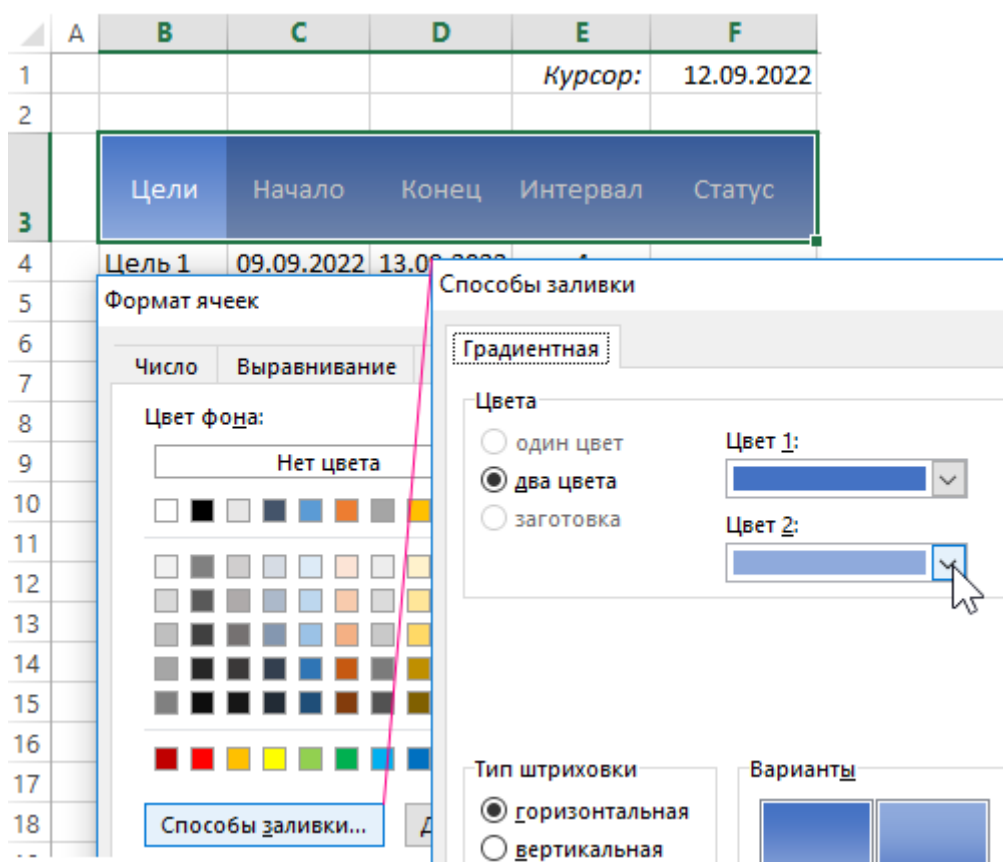 A B C D E F
1 Курсор: 12.09.2022
2
3 Цели Начало Конец Интервал Статус
4 Цель 1 09.09.2022 13.09.2022
5 Формат ячеек Способы заливки
6 Градиентная
7 Число Выравнивание
Цвета
8 Цвет фона:
один цвет Цвет 1:
9 Нет цвета
два цвета
10
заготовка Цвет 2:
11
12
13
14
15
16
Тип штриховки Варианты
17
горизонтальная
18 Способы заливки... Д
вертикальная